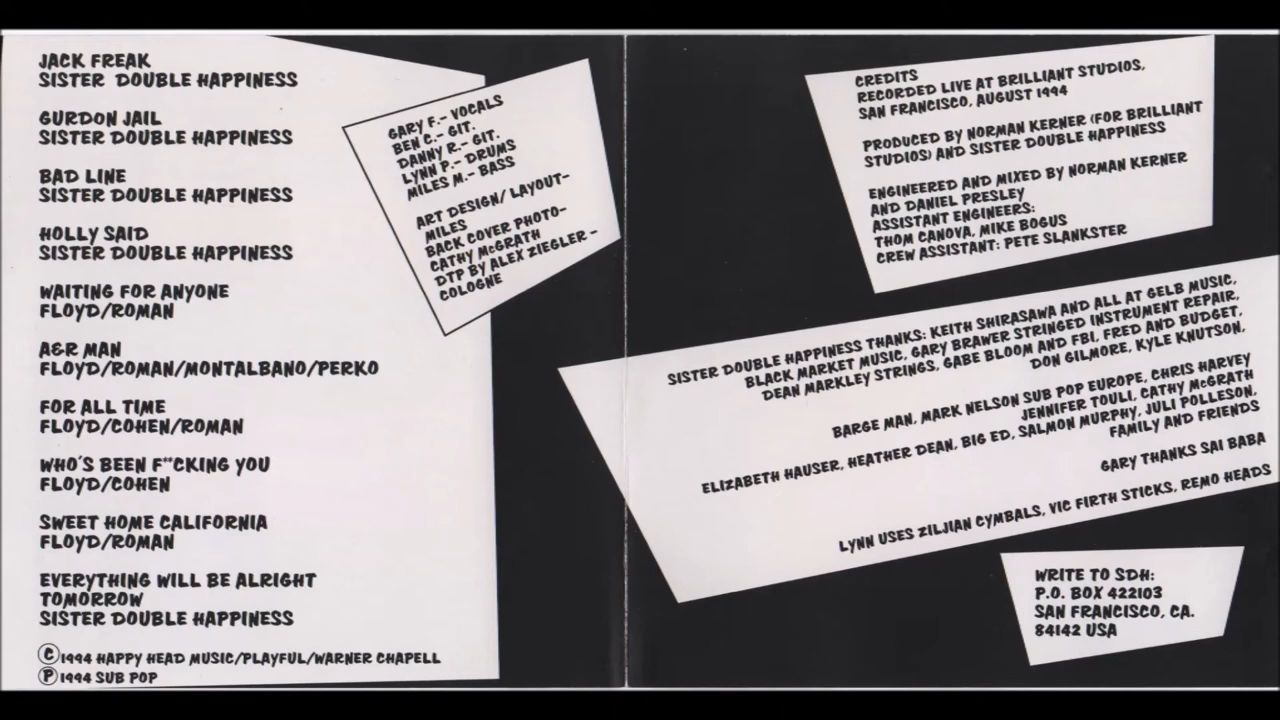 JACK FREAK
SISTER DOUBLE HAPPINESS
GURDON JAIL
SISTER DOUBLE HAPPINESS
BAD LINE
SISTER DOUBLE HAPPINESS
HOLLY SAID
SISTER DOUBLE HAPPINESS
WAITING FOR ANYONE
FLOYD/ROMAN
A&R MAN
FLOYD/ROMAN/MONTALBANO/PERKO
FOR ALL TIME
FLOYD/COHEN/ROMAN
WHO'S BEEN F**CKING YOU
FLOYD/COHEN
SWEET HOME CALIFORNIA
FLOYD/ROMAN
EVERYTHING WILL BE ALRIGHT
TOMORROW
SISTER DOUBLE HAPPINESS
©1994 HAPPY HEAD MUSIC/PLAYFUL/WARNER CHAPELL
℗1994 SUB POP
GARY F.- VOCALS
BEN C.- GIT.
DANNY R.- GIT.
LYNN P.- DRUMS
MILES M.- BASS
ART DESIGN/ LAYOUT-
MILES
BACK COVER PHOTO-
CATHY McGRATH
DTP BY ALEX ZIEGLER -
COLOGNE
CREDITS
RECORDED LIVE AT BRILLIANT STUDIOS,
SAN FRANCISCO, AUGUST 1994
PRODUCED BY NORMAN KERNER (FOR BRILLIANT
STUDIOS) AND SISTER DOUBLE HAPPINESS
ENGINEERED AND MIXED BY NORMAN KERNER
AND DANIEL PRESLEY
ASSISTANT ENGINEERS:
THOM CANOVA, MIKE BOGUS
CREW ASSISTANT: PETE SLANKSTER
SISTER DOUBLE HAPPINESS THANKS: KEITH SHIRASAWA AND ALL AT GELB MUSIC,
BLACK MARKET MUSIC, GARY BRAWER STRINGED INSTRUMENT REPAIR,
DEAN MARKLEY STRINGS, GABE BLOOM AND FBI, FRED AND BUDGET,
DON GILMORE, KYLE KNUTSON,
BARGE MAN, MARK NELSON SUB POP EUROPE, CHRIS HARVEY
JENNIFER TOULI, CATHY McGRATH
ELIZABETH HAUSER, HEATHER DEAN, BIG ED, SALMON MURPHY, JULI POLLESON,
FAMILY AND FRIENDS
GARY THANKS SAI BABA
LYNN USES ZILJIAN CYMBALS, VIC FIRTH STICKS, REMO HEADS
WRITE TO SDH:
P.O. BOX 422103
SAN FRANCISCO, CA.
84142 USA